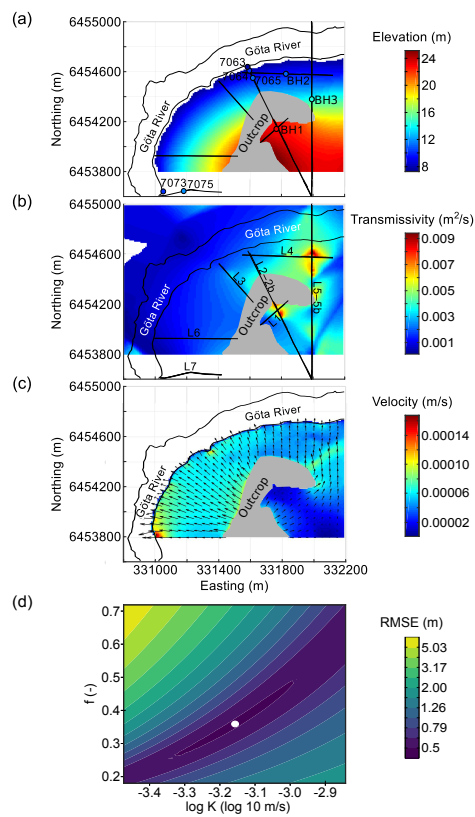 (a)
6455000
6454600
6454200
6453800
Northing (m)
Göta River
Göta River
7063
7065
BH2
BH3
BH1
Outcrop
7073
7075
Elevation (m)
24
20
16
12
8
(b)
6455000
6454600
6454200
6453800
Northing (m)
Göta River
Göta River
L4
L3
L2–2b
L5–5b
L1
L6
L7
Outcrop
Transmissivity (m²/s)
0.009
0.007
0.005
0.003
0.001
(c)
6455000
6454600
6454200
6453800
Northing (m)
Göta River
Göta River
Outcrop
331000
331400
331800
332200
Easting (m)
Velocity (m/s)
0.00014
0.00010
0.00006
0.00002
(d)
0.7
0.6
0.5
0.4
0.3
0.2
f (-)
-3.4
-3.3
-3.2
-3.1
-3.0
-2.9
log K (log 10 m/s)
RMSE (m)
5.03
3.17
2.00
1.26
0.79
0.5